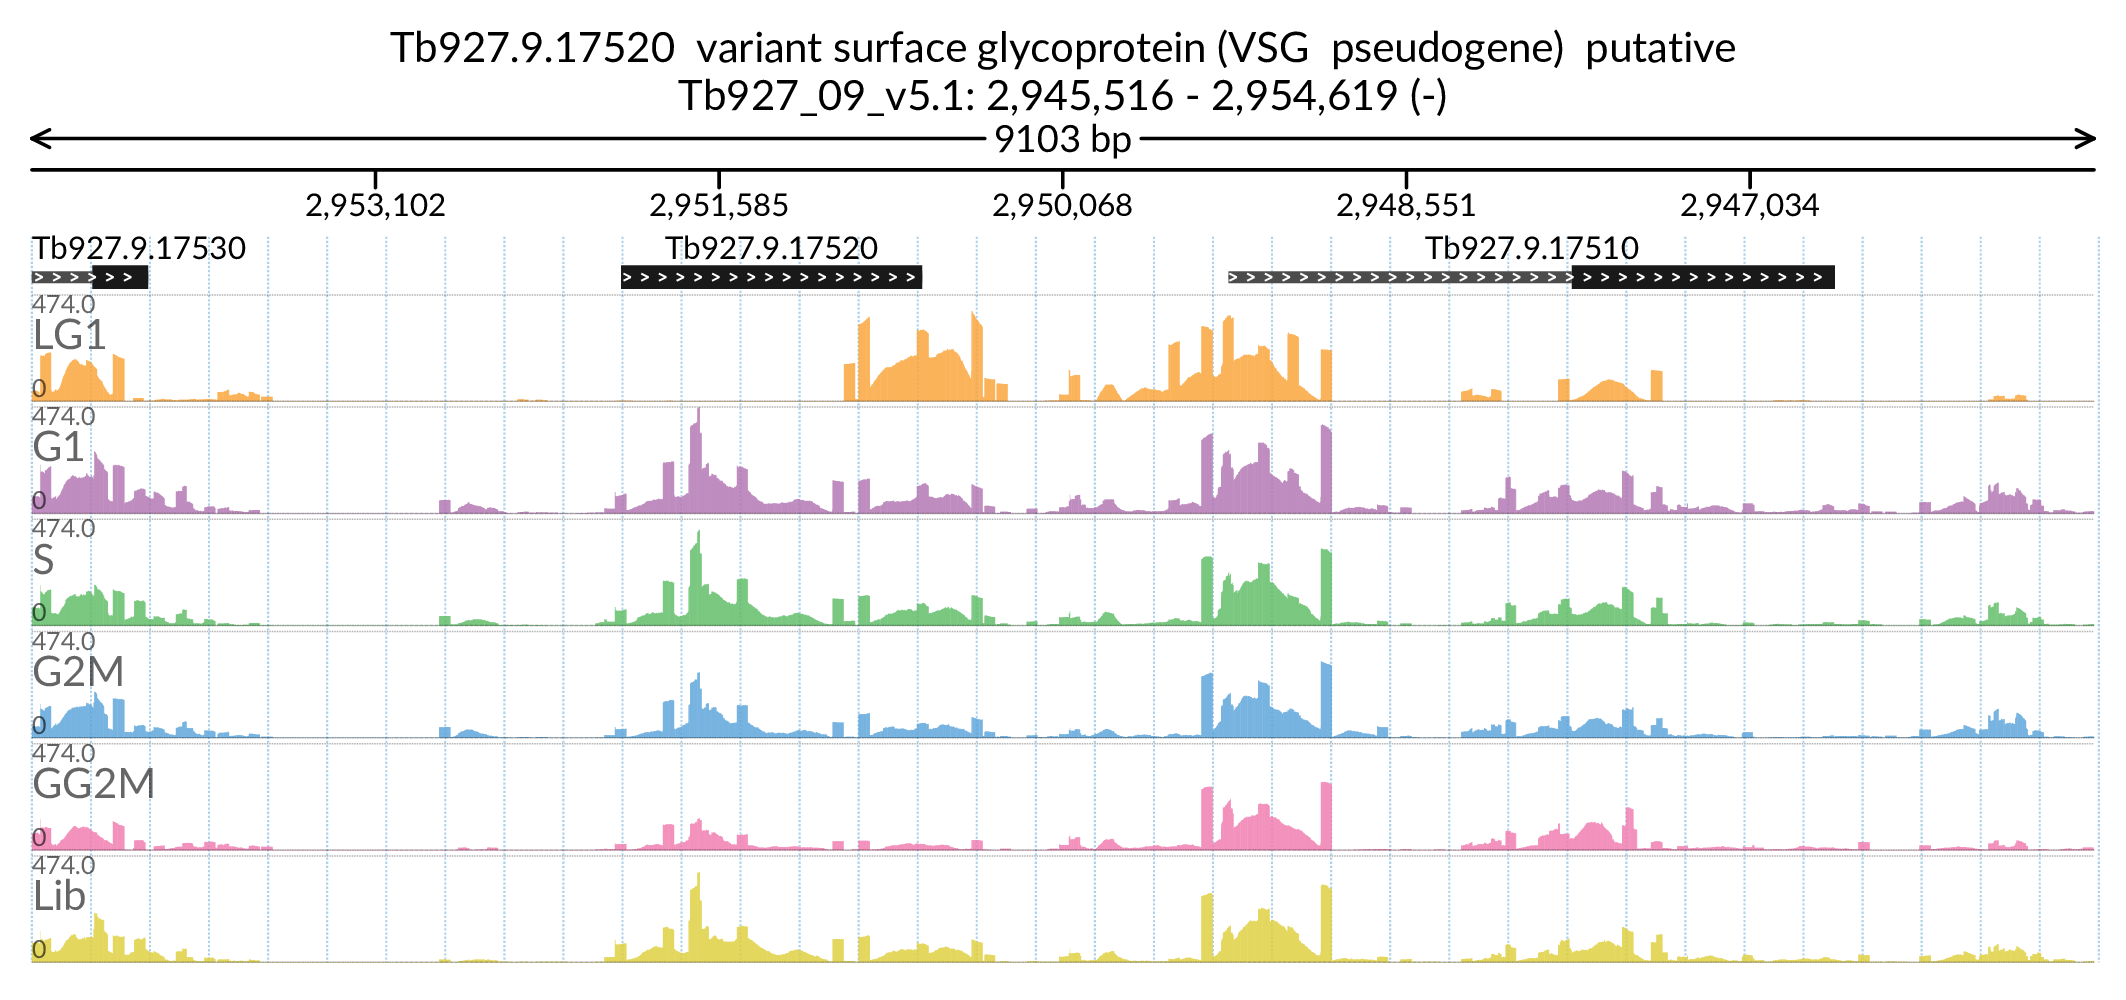 Tb927.9.17520  variant surface glycoprotein (VSG  pseudogene)  putative
Tb927_09_v5.1: 2,945,516 - 2,954,619 (-)
9103 bp
2,953,102 2,951,585 2,950,068 2,948,551 2,947,034
Tb927.9.17530 Tb927.9.17520 Tb927.9.17510
474.0
LG1
0
474.0
G1
0
474.0
S
0
474.0
G2M
0
474.0
GG2M
0
474.0
Lib
0